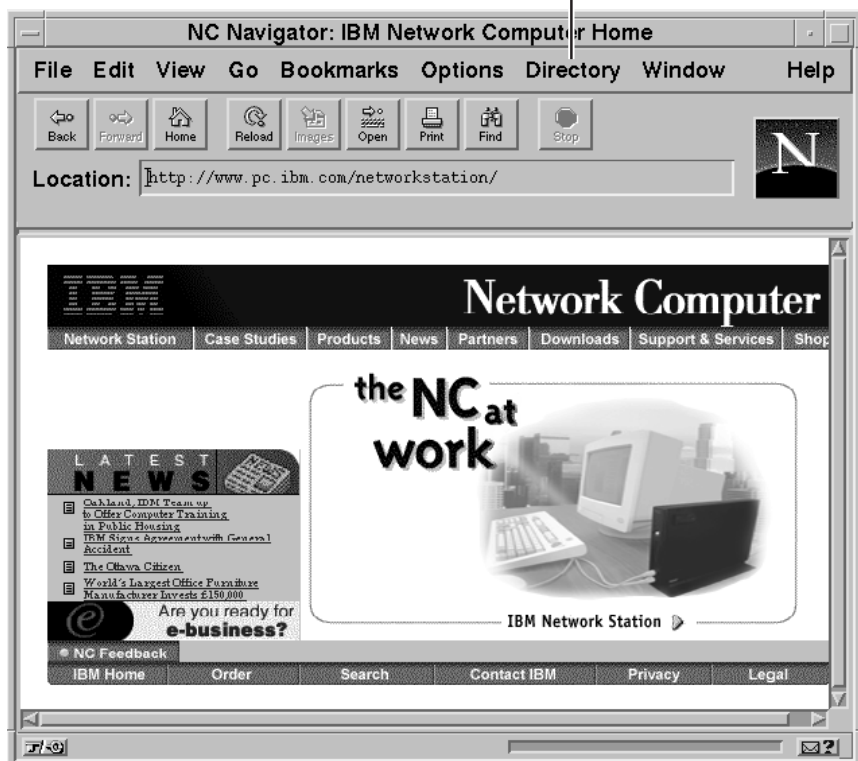 NC Navigator: IBM Network Computer Home
File Edit View Go Bookmarks Options Directory Window Help
Back Forward Home Reload Images Open Print Find Stop
N
Location: http://www.pc.ibm.com/networkstation/
IBM Network Computer
Network Station Case Studies Products News Partners Downloads Support & Services Shop
the NC at work
LATEST
NEWS
Oakland, IBM Team up
to Offer Computer Training
in Public Housing
IBM Signs Agreement with General
Accident
The Ottawa Citizen
World's Largest Office Furniture
Manufacturer Invests £150,000
e Are you ready for
e-business?
IBM Network Station
NC Feedback
IBM Home Order Search Contact IBM Privacy Legal
?